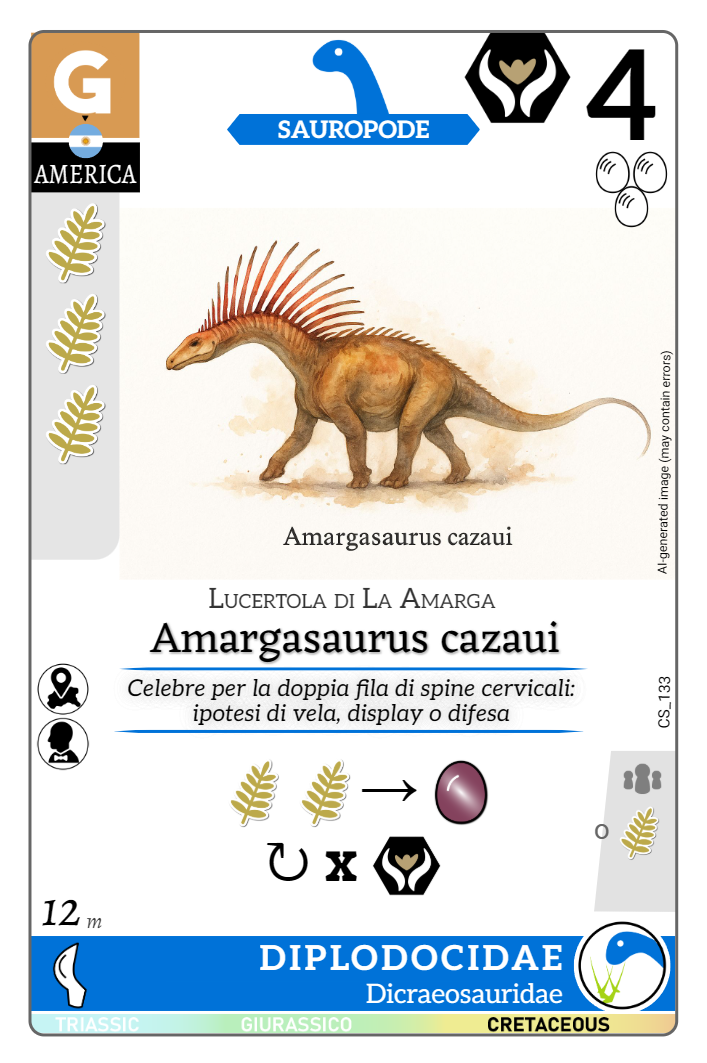 G
AMERICA
SAUROPODE
4
AI-generated image (may contain errors)
Amargasaurus cazaui
Lucertola di La Amarga
Amargasaurus cazaui
Celebre per la doppia fila di spine cervicali:
ipotesi di vela, display o difesa
CS_133
x
o
12 m
DIPLODOCIDAE
Dicraeosauridae
TRIASSIC GIURASSICO CRETACEOUS